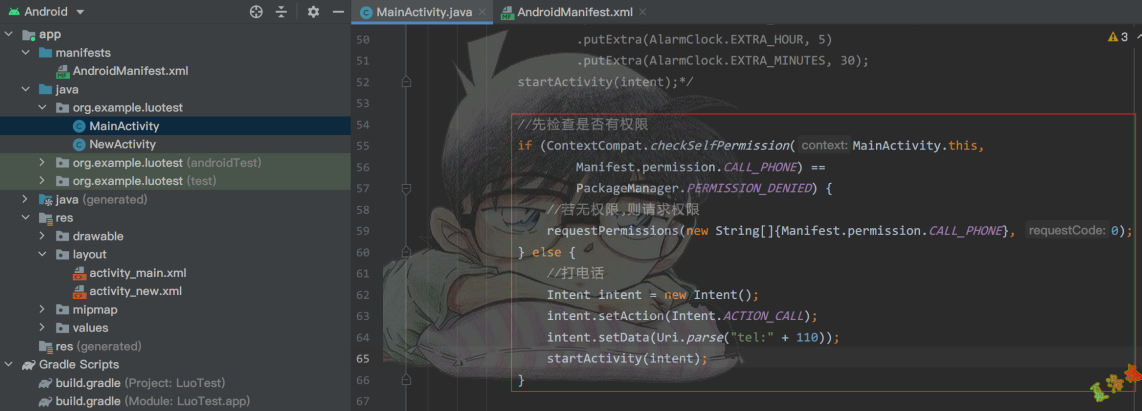 Android
MainActivity.java
AndroidManifest.xml
app
manifests
AndroidManifest.xml
java
org.example.luotest
MainActivity
NewActivity
org.example.luotest (androidTest)
org.example.luotest (test)
java (generated)
res
drawable
layout
activity_main.xml
activity_new.xml
mipmap
values
res (generated)
Gradle Scripts
build.gradle (Project: LuoTest)
build.gradle (Module: LuoTest.app)
3
50 .putExtra(AlarmClock.EXTRA_HOUR, 5)
51 .putExtra(AlarmClock.EXTRA_MINUTES, 30);
52 startActivity(intent);*/
53
54 //先检查是否有权限
55 if (ContextCompat.checkSelfPermission( context: MainActivity.this,
56 Manifest.permission.CALL_PHONE) ==
57 PackageManager.PERMISSION_DENIED) {
58 //若无权限,则请求权限
59 requestPermissions(new String[]{Manifest.permission.CALL_PHONE}, requestCode: 0);
60 } else {
61 //打电话
62 Intent intent = new Intent();
63 intent.setAction(Intent.ACTION_CALL);
64 intent.setData(Uri.parse("tel:" + 110));
65 startActivity(intent);
66 }
67